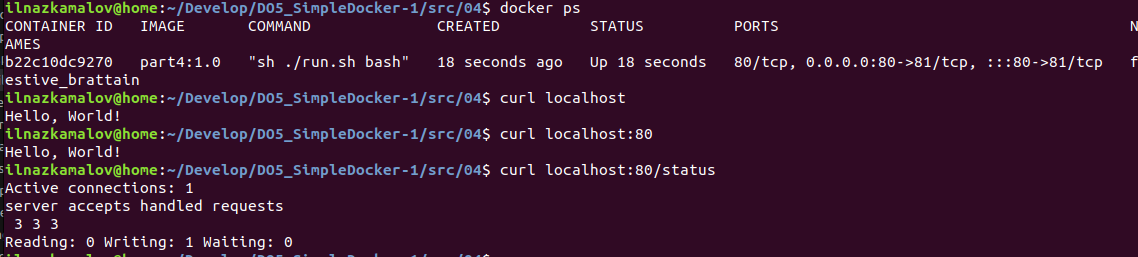 ilnazkamalov@home:~/Develop/DO5_SimpleDocker-1/src/04$ docker ps
CONTAINER ID   IMAGE       COMMAND               CREATED          STATUS          PORTS                                          N
AMES
b22c10dc9270   part4:1.0   "sh ./run.sh bash"   18 seconds ago   Up 18 seconds   80/tcp, 0.0.0.0:80->81/tcp, :::80->81/tcp   f
estive_brattain
ilnazkamalov@home:~/Develop/DO5_SimpleDocker-1/src/04$ curl localhost
Hello, World!
ilnazkamalov@home:~/Develop/DO5_SimpleDocker-1/src/04$ curl localhost:80
Hello, World!
ilnazkamalov@home:~/Develop/DO5_SimpleDocker-1/src/04$ curl localhost:80/status
Active connections: 1
server accepts handled requests
 3 3 3
Reading: 0 Writing: 1 Waiting: 0